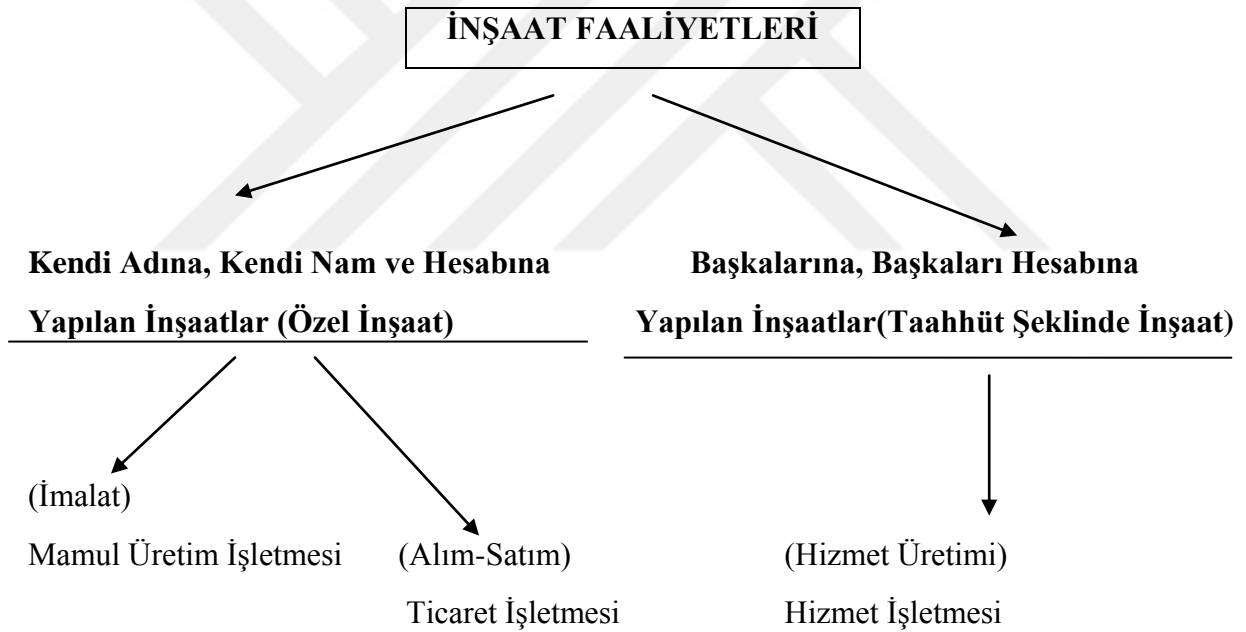 İNŞAAT FAALİYETLERİ
Kendi Adına, Kendi Nam ve Hesabına
Yapılan İnşaatlar (Özel İnşaat)
Başkalarına, Başkaları Hesabına
Yapılan İnşaatlar(Taahhüt Şeklinde İnşaat)
(İmalat)
Mamul Üretim İşletmesi
(Alım-Satım)
Ticaret İşletmesi
(Hizmet Üretimi)
Hizmet İşletmesi